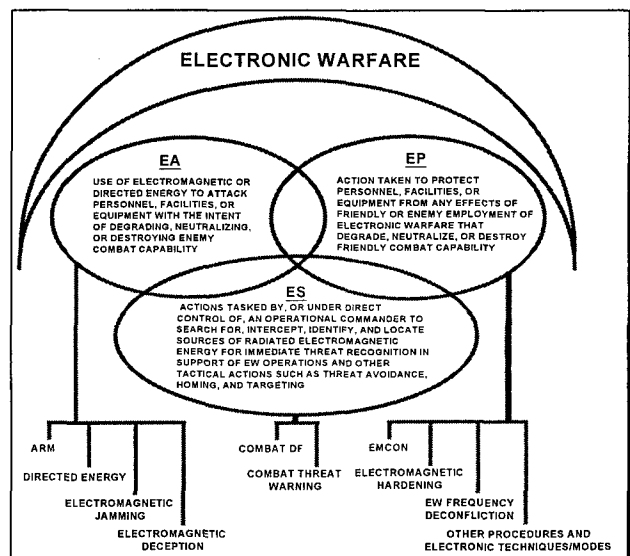 ELECTRONIC WARFARE
EA
USE OF ELECTROMAGNETIC OR
DIRECTED ENERGY TO ATTACK
PERSONNEL, FACILITIES, OR
EQUIPMENT WITH THE INTENT
OF DEGRADING, NEUTRALIZING,
OR DESTROYING ENEMY
COMBAT CAPABILITY
EP
ACTION TAKEN TO PROTECT
PERSONNEL, FACILITIES, OR
EQUIPMENT FROM ANY EFFECTS OF
FRIENDLY OR ENEMY EMPLOYMENT OF
ELECTRONIC WARFARE THAT
DEGRADE, NEUTRALIZE, OR DESTROY
FRIENDLY COMBAT CAPABILITY
ES
ACTIONS TASKED BY, OR UNDER DIRECT
CONTROL OF, AN OPERATIONAL COMMANDER TO
SEARCH FOR, INTERCEPT, IDENTIFY, AND LOCATE
SOURCES OF RADIATED ELECTROMAGNETIC
ENERGY FOR IMMEDIATE THREAT RECOGNITION IN
SUPPORT OF EW OPERATIONS AND OTHER
TACTICAL ACTIONS SUCH AS THREAT AVOIDANCE,
HOMING, AND TARGETING
ARM
DIRECTED ENERGY
ELECTROMAGNETIC
JAMMING
ELECTROMAGNETIC
DECEPTION
COMBAT DF
COMBAT THREAT
WARNING
EMCON
ELECTROMAGNETIC
HARDENING
EW FREQUENCY
DECONFLICTION
OTHER PROCEDURES AND
ELECTRONIC TECHNIQUES/MODES